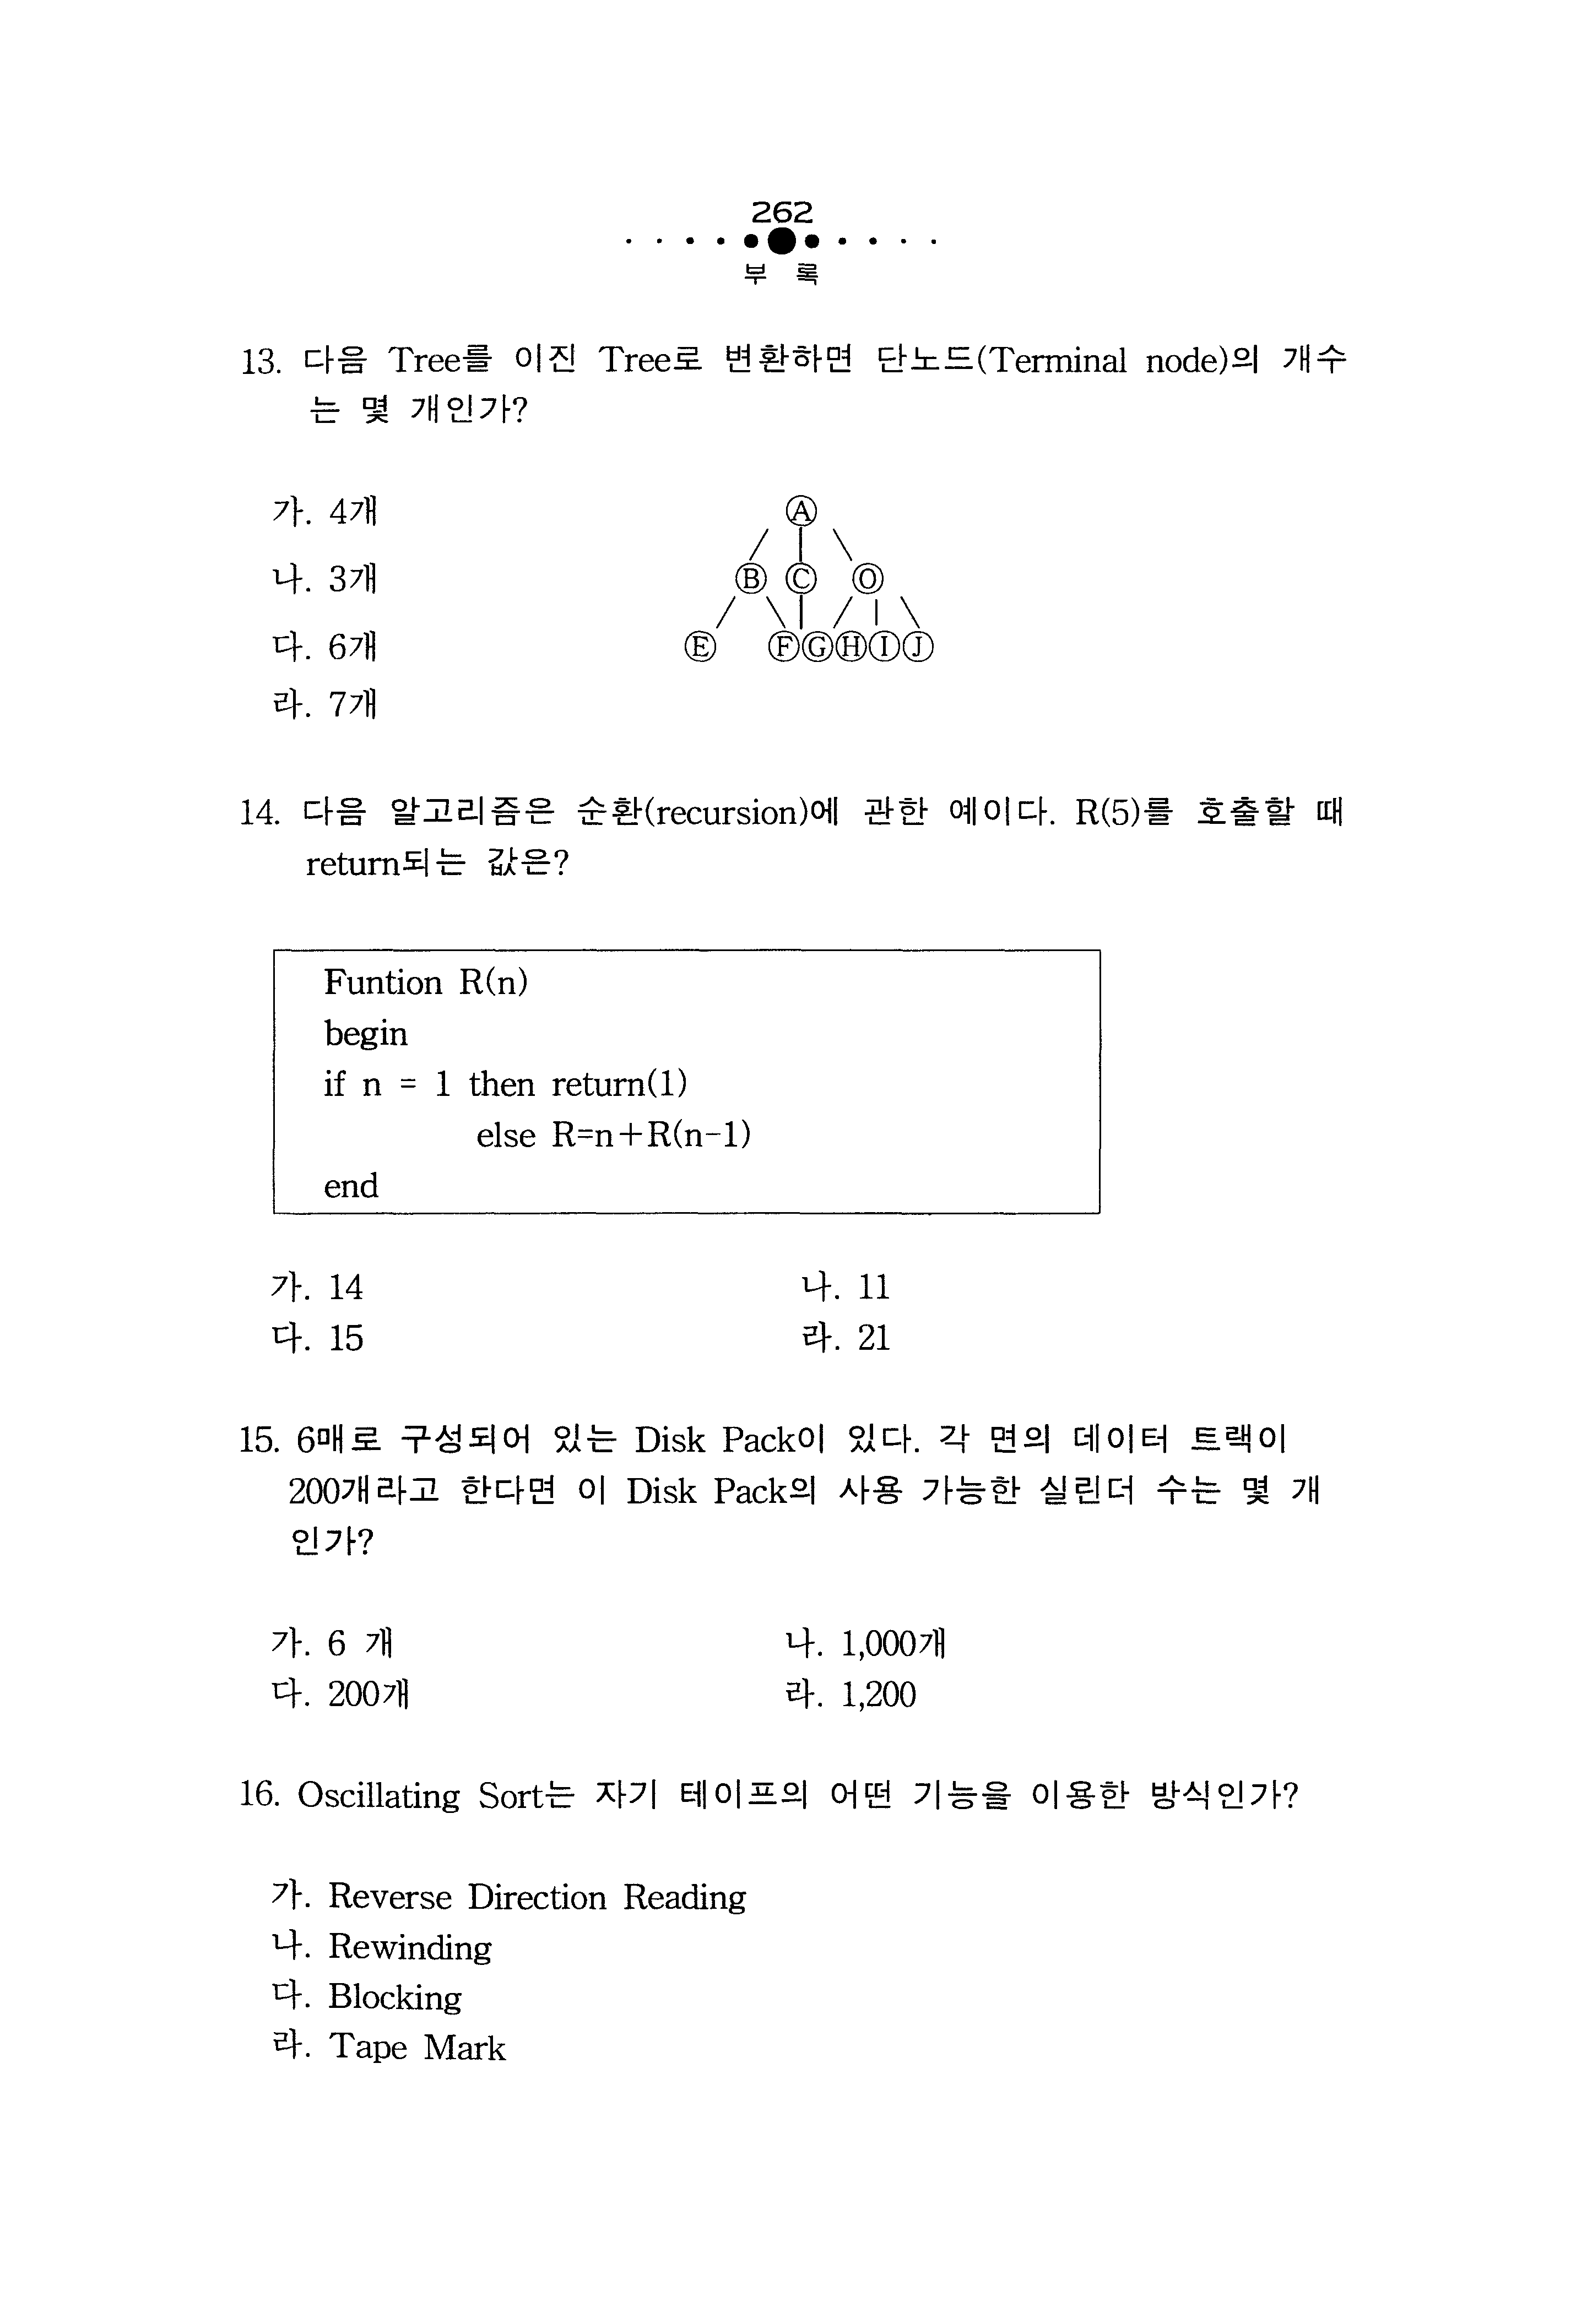 262
부 록
13. 다음 Tree를 이진 Tree로 변환하면 단노드(Terminal node)의 개수
는 몇 개인가?
가. 4개
나. 3개
다. 6개
라. 7개
Ⓐ
Ⓑ Ⓒ Ⓞ
Ⓔ Ⓕ Ⓖ Ⓗ Ⓘ Ⓙ
14. 다음 알고리즘은 순환(recursion)에 관한 예이다. R(5)를 호출할 때
return되는 값은?
Funtion R(n)
begin
if n = 1 then return(1)
else R=n+R(n-1)
end
가. 14 나. 11
다. 15 라. 21
15. 6매로 구성되어 있는 Disk Pack이 있다. 각 면의 데이터 트랙이
200개라고 한다면 이 Disk Pack의 사용 가능한 실린더 수는 몇 개
인가?
가. 6 개 나. 1,000개
다. 200개 라. 1,200
16. Oscillating Sort는 자기 테이프의 어떤 기능을 이용한 방식인가?
가. Reverse Direction Reading
나. Rewinding
다. Blocking
라. Tape Mark